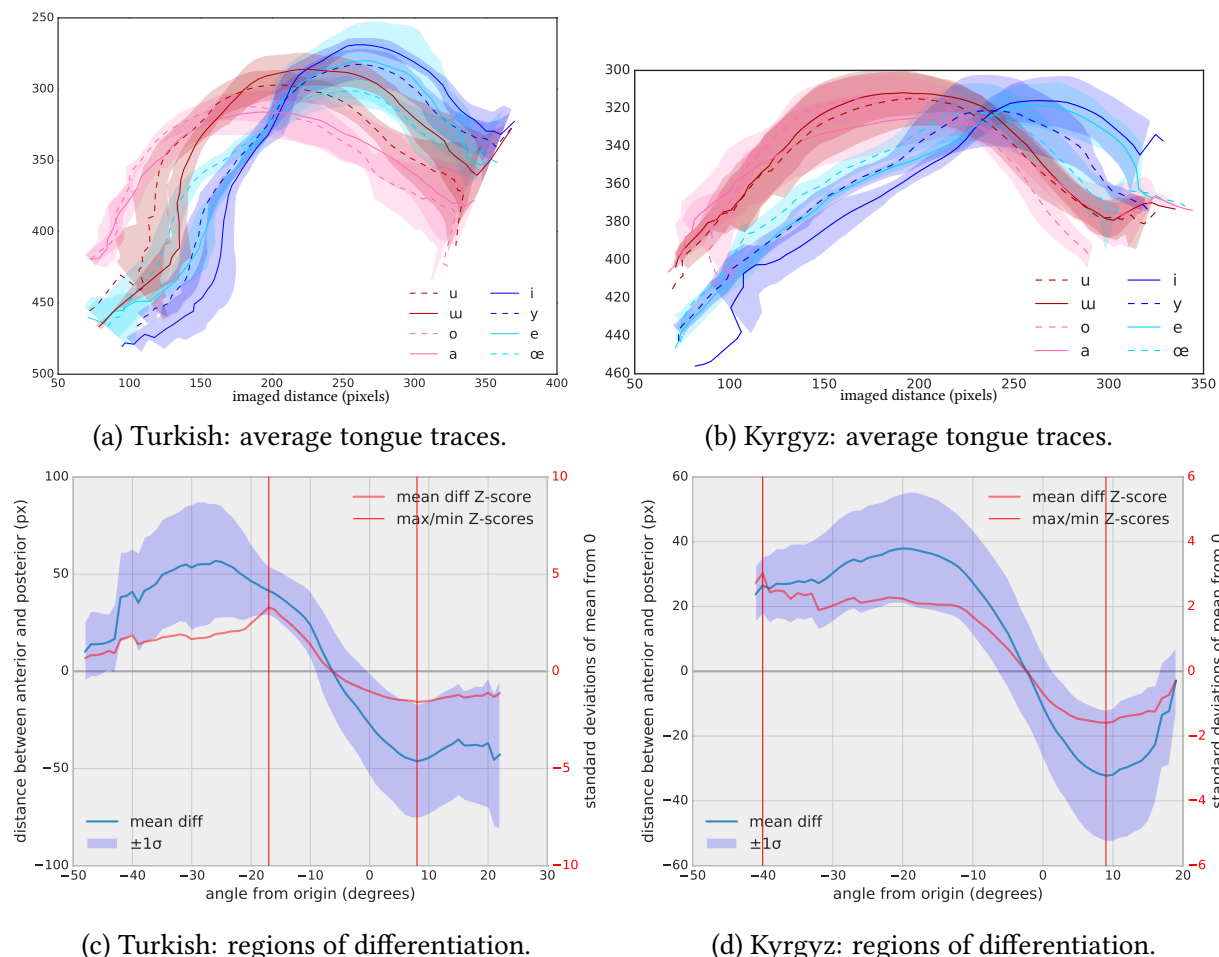 250
300
350
400
450
500
50 100 150 200 250 300 350 400
imaged distance (pixels)
u i
ɯ y
o e
a œ
(a) Turkish: average tongue traces.
300
320
340
360
380
400
420
440
460
50 100 150 200 250 300 350
imaged distance (pixels)
u i
ɯ y
o e
a œ
(b) Kyrgyz: average tongue traces.
distance between anterior and posterior (px)
100
50
0
−50
−100
−50 −40 −30 −20 −10 0 10 20 30
angle from origin (degrees)
10
5
0
−5
−10
standard deviations of mean from 0
mean diff Z-score
max/min Z-scores
mean diff
±1σ
(c) Turkish: regions of differentiation.
distance between anterior and posterior (px)
60
40
20
0
−20
−40
−60
−50 −40 −30 −20 −10 0 10 20
angle from origin (degrees)
6
4
2
0
−2
−4
−6
standard deviations of mean from 0
mean diff Z-score
max/min Z-scores
mean diff
±1σ
(d) Kyrgyz: regions of differentiation.